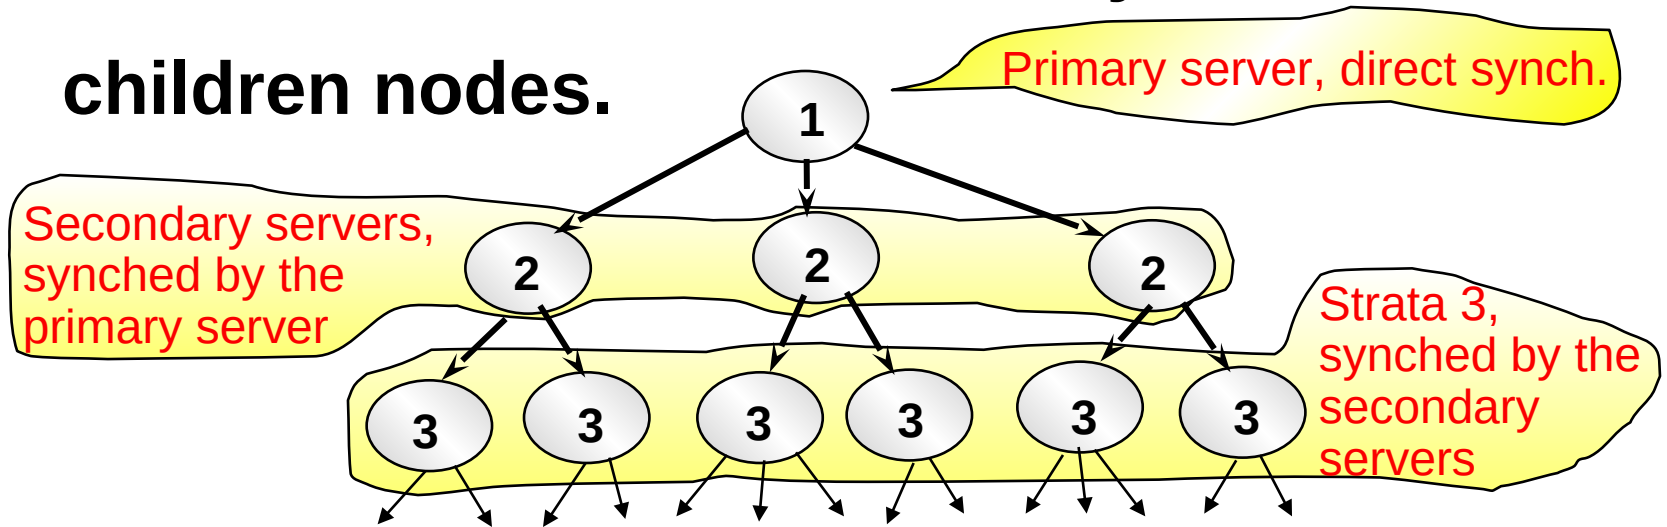 children nodes.
Primary server, direct synch.
1
Secondary servers,
synched by the
primary server
2
2
2
Strata 3,
synched by the
secondary
servers
3
3
3
3
3
3